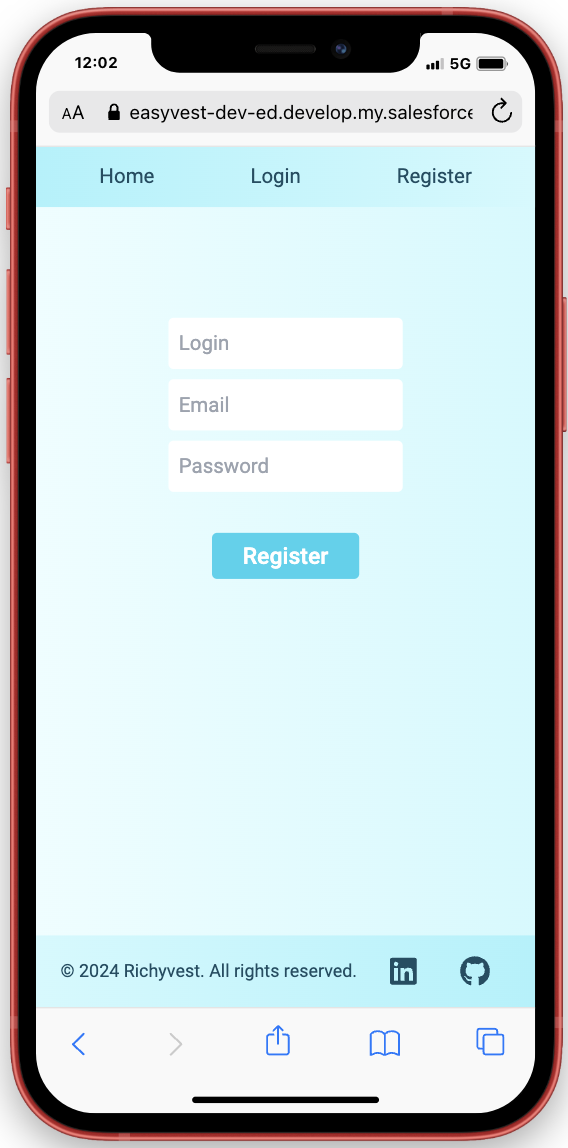 12:02
5G
AA easyvest-dev-ed.develop.my.salesforce
Home Login Register
Login
Email
Password
Register
© 2024 Richyvest. All rights reserved. in